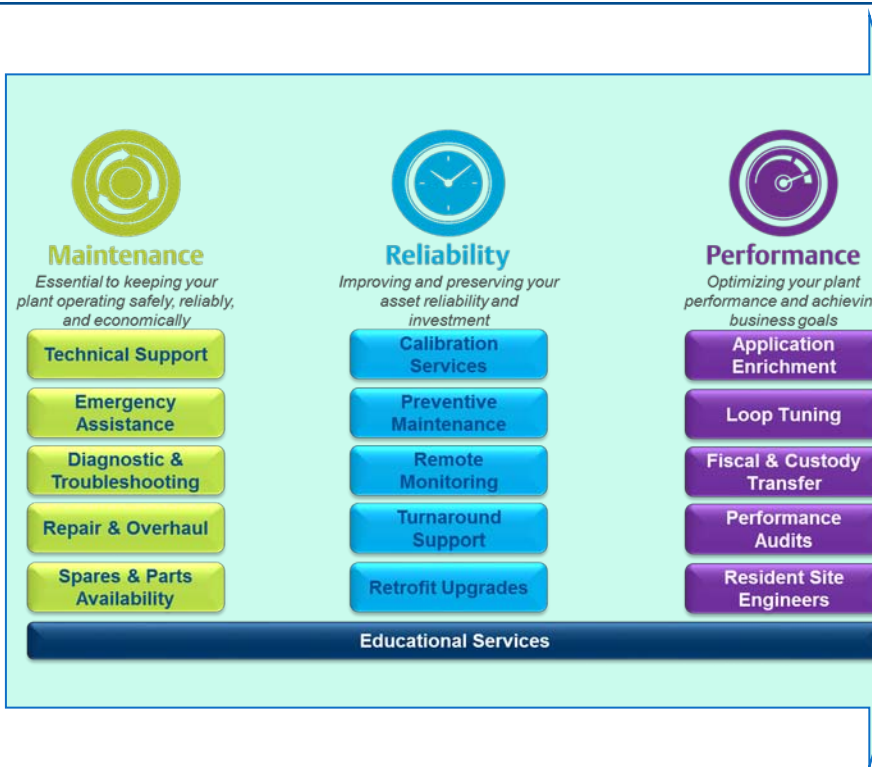 Maintenance
Essential to keeping your
plant operating safely, reliably,
and economically
Technical Support
Emergency
Assistance
Diagnostic &
Troubleshooting
Repair & Overhaul
Spares & Parts
Availability
Reliability
Improving and preserving your
asset reliability and
investment
Calibration
Services
Preventive
Maintenance
Remote
Monitoring
Turnaround
Support
Retrofit Upgrades
Performance
Optimizing your plant
performance and achievin
business goals
Application
Enrichment
Loop Tuning
Fiscal & Custody
Transfer
Performance
Audits
Resident Site
Engineers
Educational Services